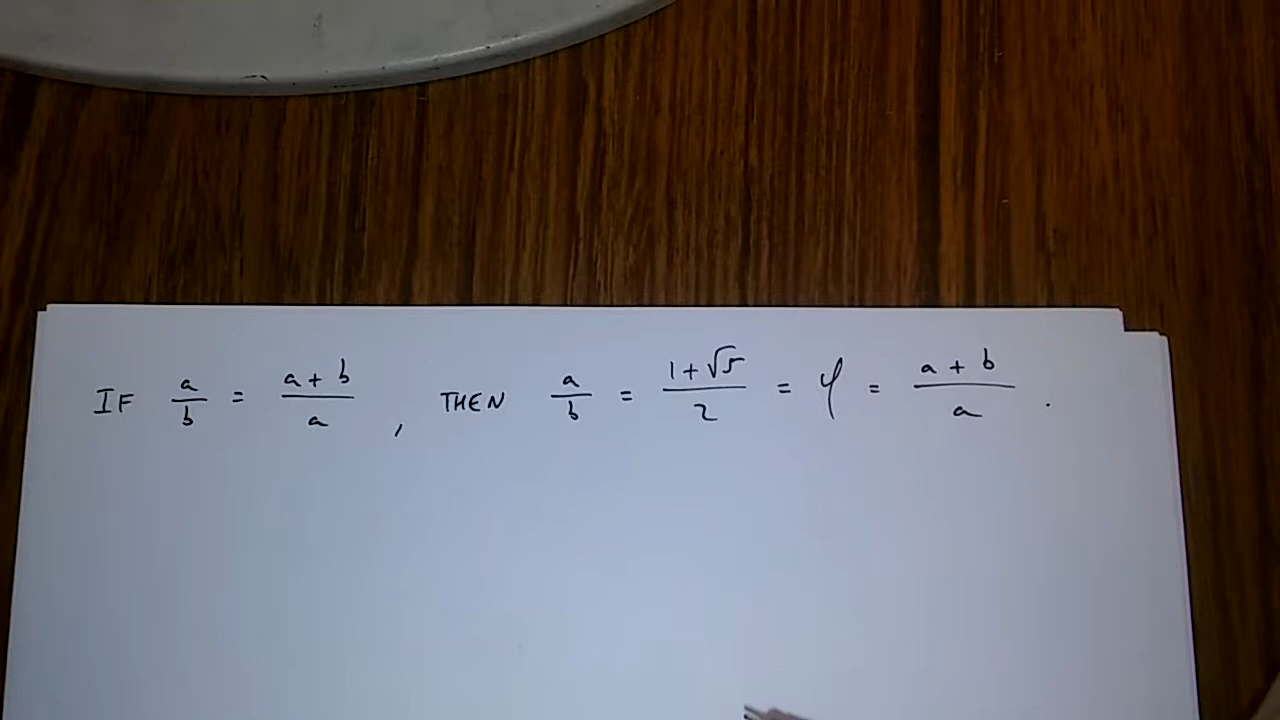 IF a/b = (a + b)/a , THEN a/b = (1+√5)/2 = φ = (a + b)/a .